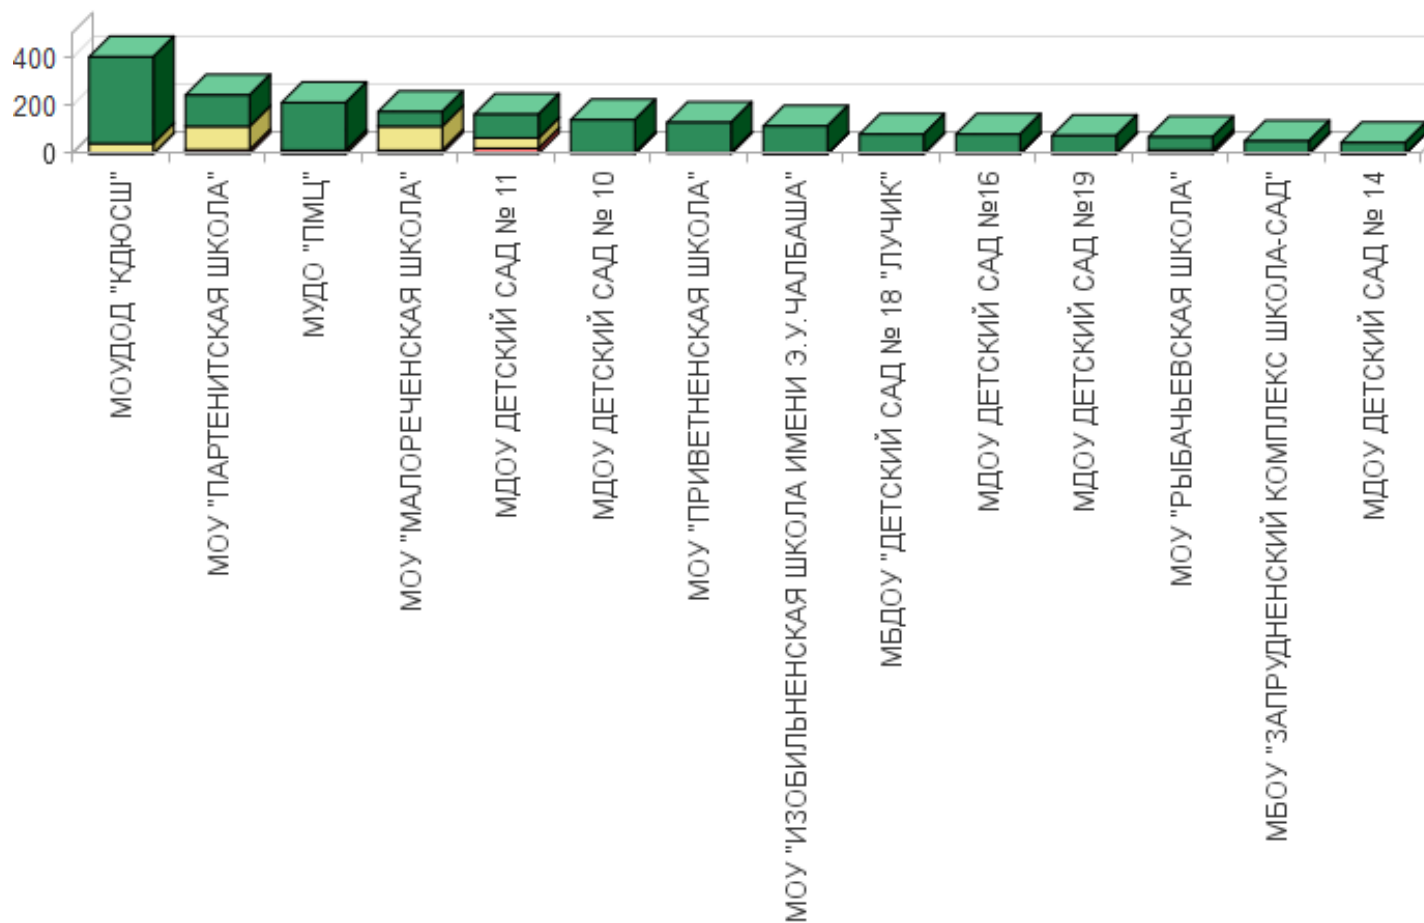 400
200
0
МОУДОД "КДЮСШ"
МОУ "ПАРТЕНИТСКАЯ ШКОЛА"
МУДО "ПМЦ"
МОУ "МАЛОРЕЧЕНСКАЯ ШКОЛА"
МДОУ ДЕТСКИЙ САД № 11
МДОУ ДЕТСКИЙ САД № 10
МОУ "ПРИВЕТНЕНСКАЯ ШКОЛА"
МОУ "ИЗОБИЛЬНЕНСКАЯ ШКОЛА ИМЕНИ Э.У.ЧАЛБАША"
МБДОУ "ДЕТСКИЙ САД № 18 "ЛУЧИК"
МДОУ ДЕТСКИЙ САД №16
МДОУ ДЕТСКИЙ САД №19
МОУ "РЫБАЧЬЕВСКАЯ ШКОЛА"
МБОУ "ЗАПРУДНЕНСКИЙ КОМПЛЕКС ШКОЛА-САД"
МДОУ ДЕТСКИЙ САД № 14